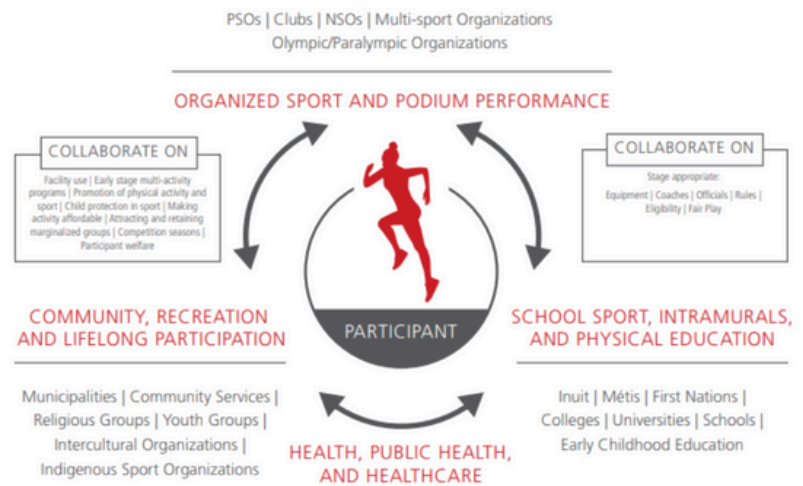 PSOs | Clubs | NSOs | Multi-sport Organizations
Olympic/Paralympic Organizations
ORGANIZED SPORT AND PODIUM PERFORMANCE
COLLABORATE ON
Facility use | Early stage multi-activity
programs | Promotion of physical activity and
sport | Child protection in sport | Making
activity affordable | Attracting and retaining
marginalized groups | Competition seasons |
Participant welfare
COLLABORATE ON
Stage appropriate:
Equipment | Coaches | Officials | Rules |
Eligibility | Fair Play
PARTICIPANT
COMMUNITY, RECREATION
AND LIFELONG PARTICIPATION
Municipalities | Community Services |
Religious Groups | Youth Groups |
Intercultural Organizations |
Indigenous Sport Organizations
SCHOOL SPORT, INTRAMURALS,
AND PHYSICAL EDUCATION
Inuit | Métis | First Nations |
Colleges | Universities | Schools |
Early Childhood Education
HEALTH, PUBLIC HEALTH,
AND HEALTHCARE